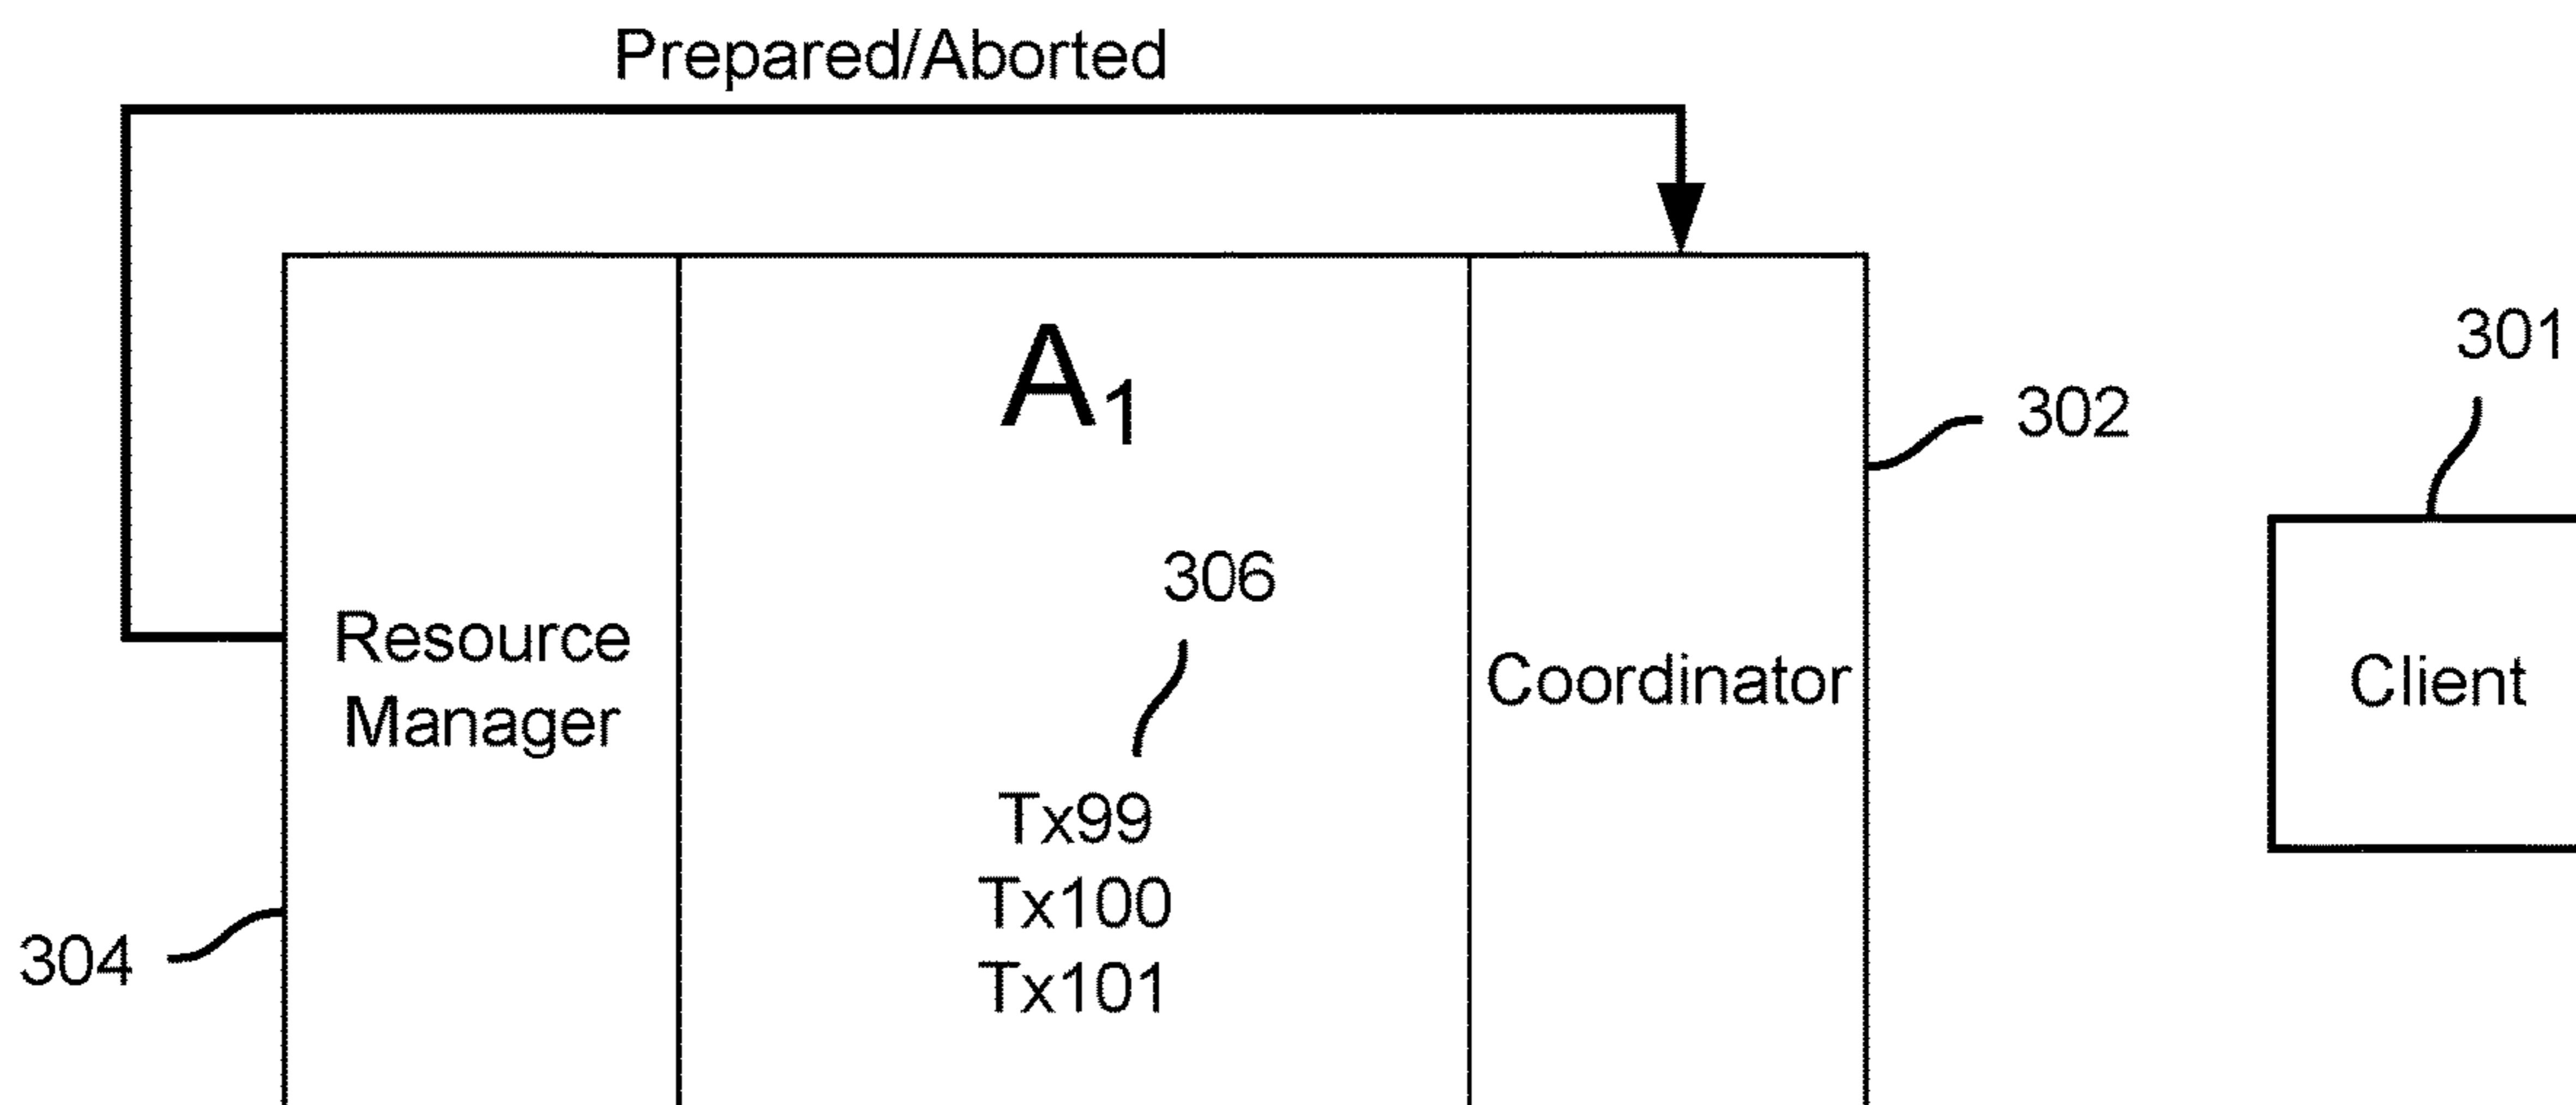 Prepared/Aborted
A1
301
302
306
Resource
Manager
Coordinator
Client
Tx99
Tx100
Tx101
304